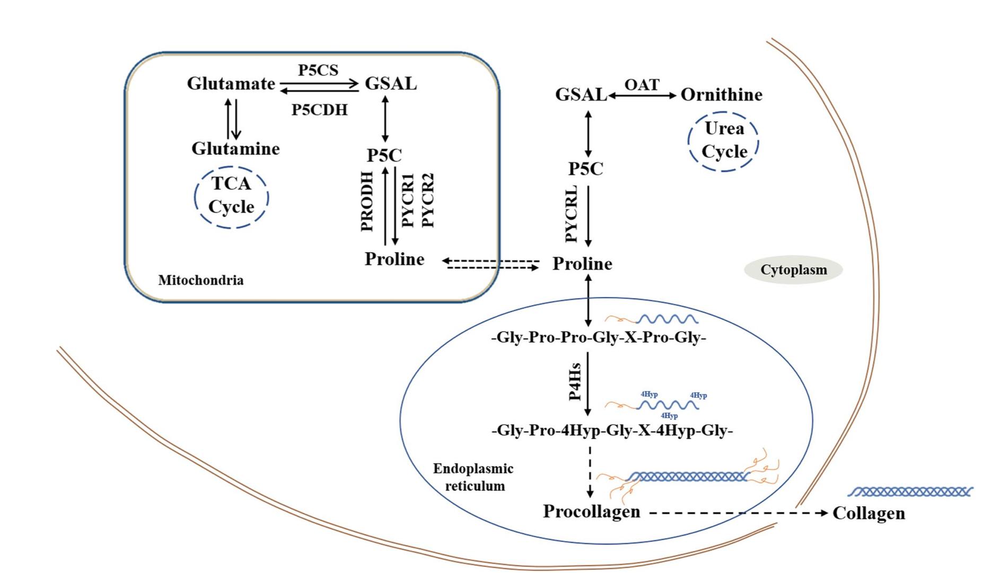 P5CS
Glutamate
GSAL
P5CDH
Glutamine
P5C
TCA
Cycle
PRODH
PYCR1
PYCR2
Proline
Mitochondria
GSAL
OAT
Ornithine
Urea
Cycle
P5C
PYCRL
Proline
Cytoplasm
-Gly-Pro-Pro-Gly-X-Pro-Gly-
P4Hs
4Hyp
4Hyp
4Hyp
-Gly-Pro-4Hyp-Gly-X-4Hyp-Gly-
Endoplasmic
reticulum
Procollagen
Collagen